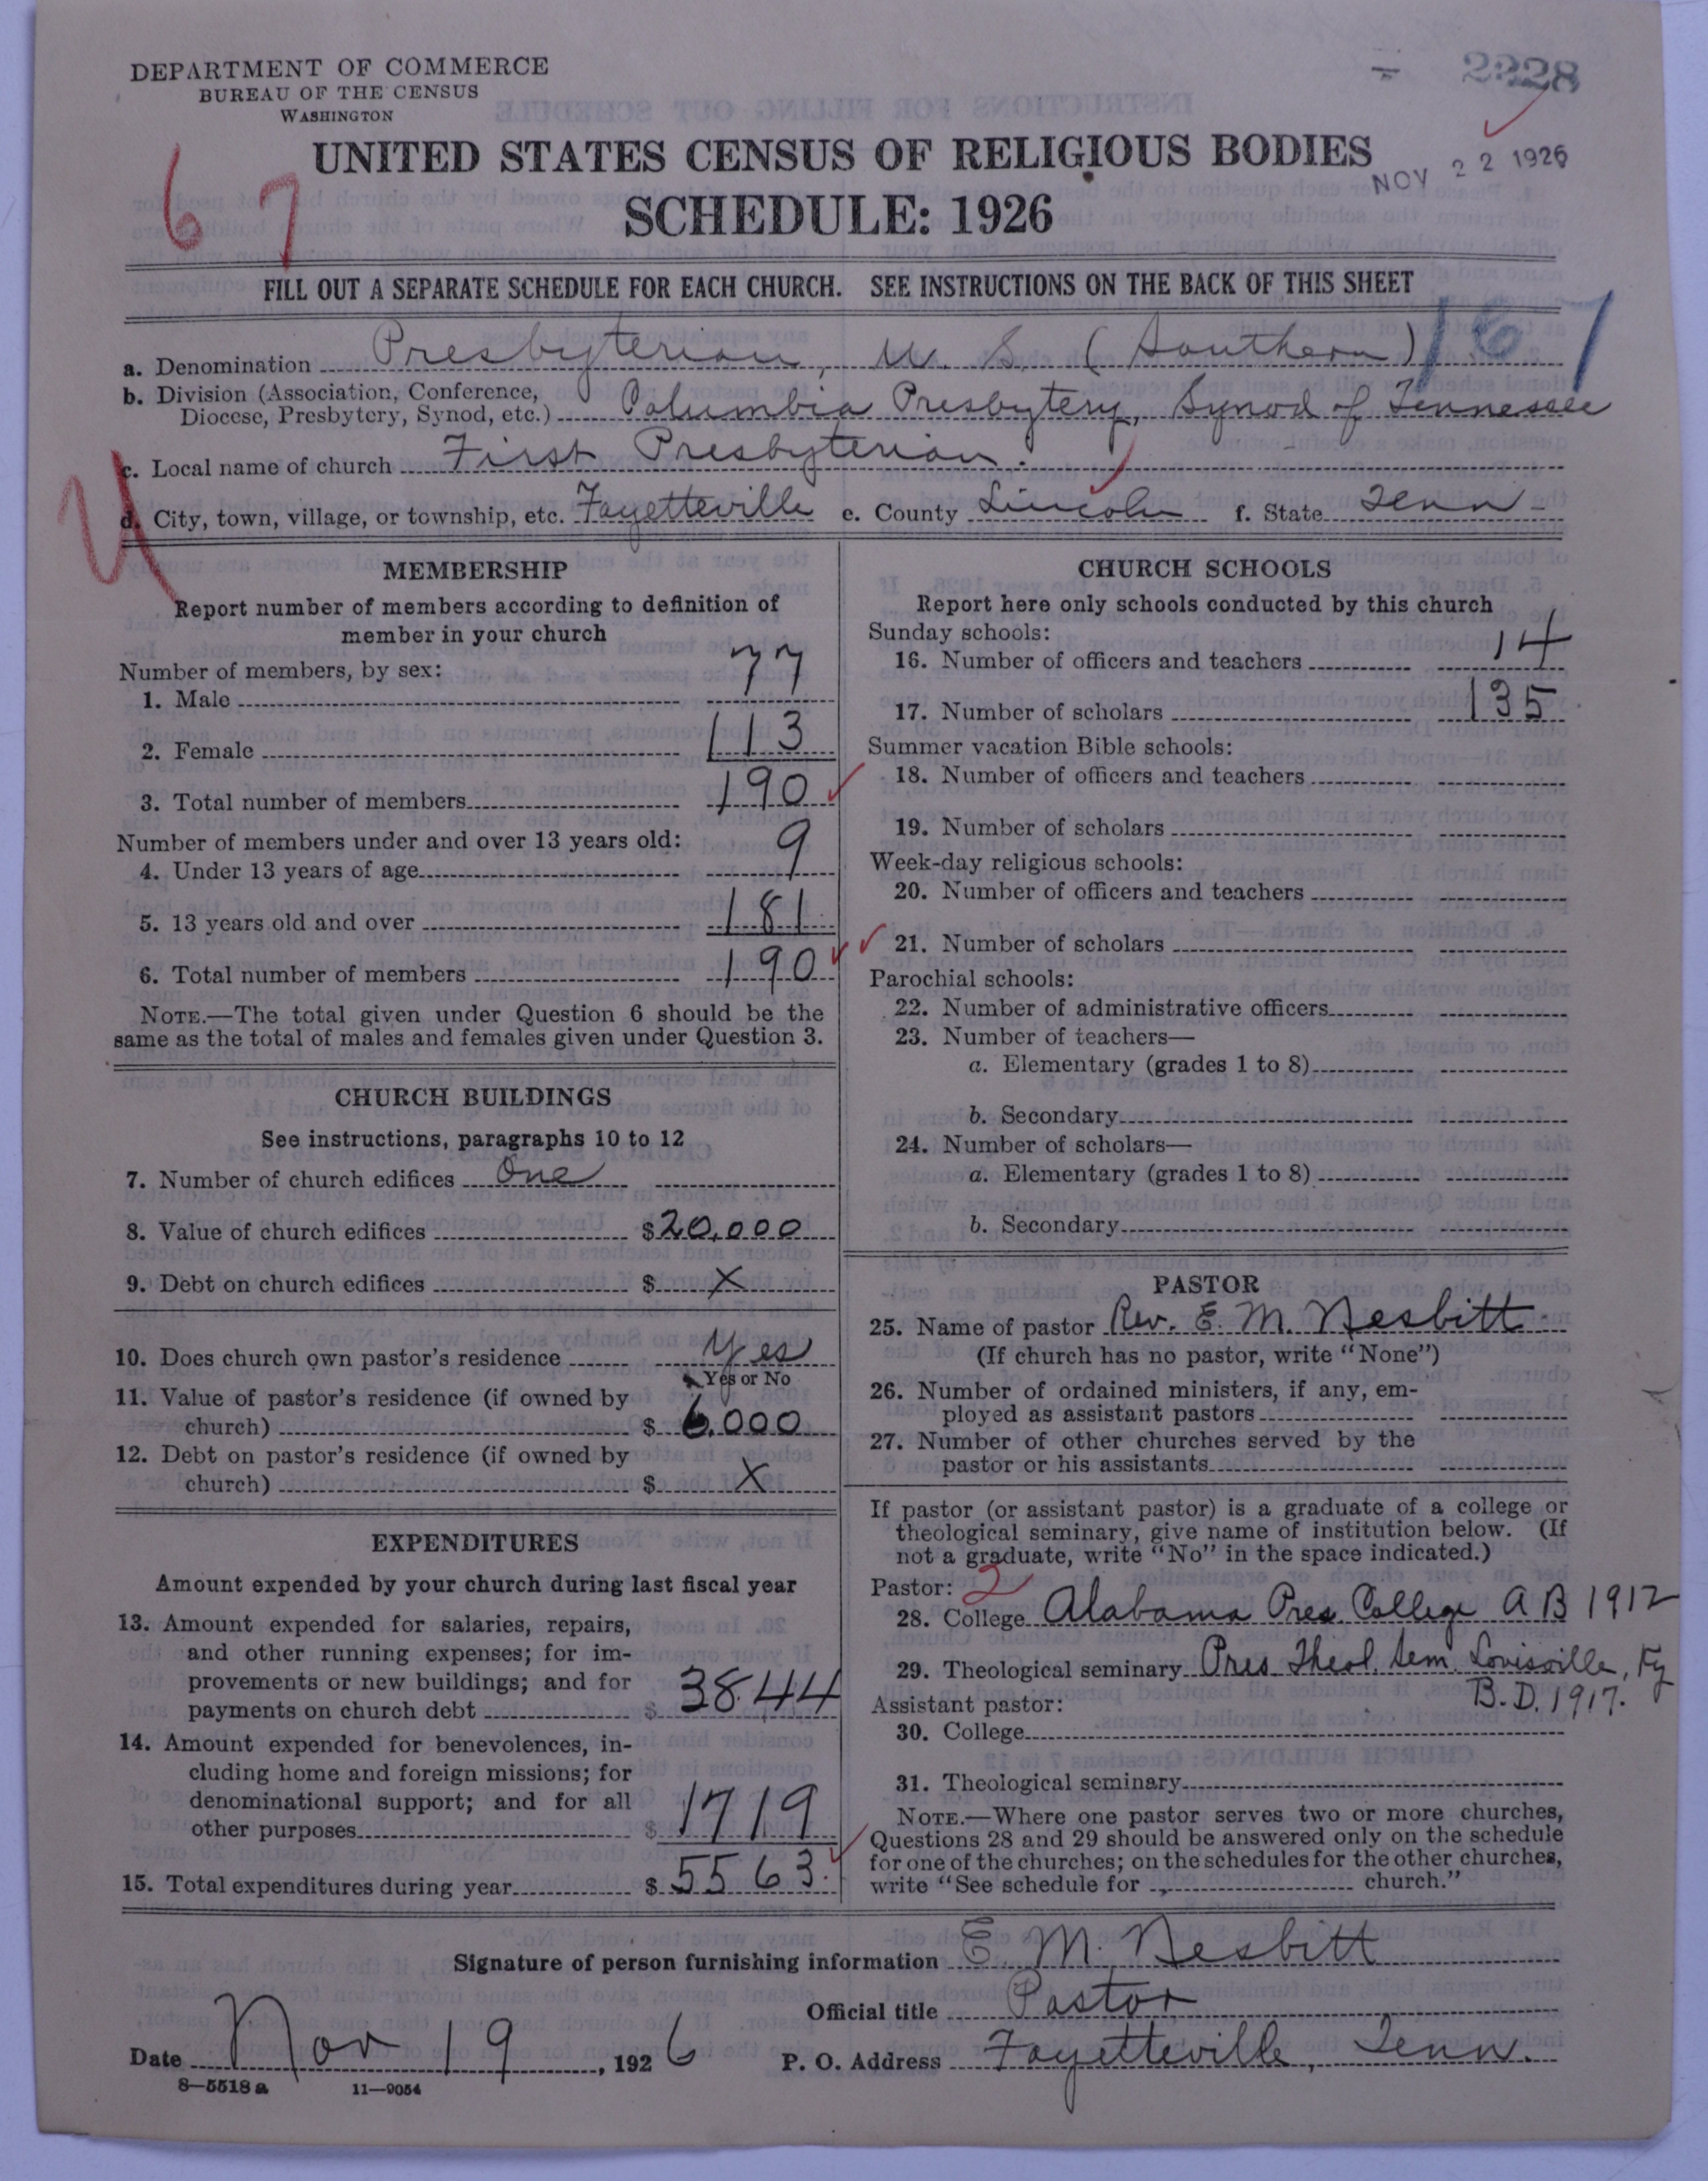 DEPARTMENT OF COMMERCE
BUREAU OF THE CENSUS
WASHINGTON
2228
UNITED STATES CENSUS OF RELIGIOUS BODIES
NOV 22 1926
SCHEDULE: 1926
67
FILL OUT A SEPARATE SCHEDULE FOR EACH CHURCH. SEE INSTRUCTIONS ON THE BACK OF THIS SHEET
167
a. Denomination Presbyterian, U. S. (Southern)
b. Division (Association, Conference,
Diocese, Presbytery, Synod, etc.) Columbia Presbytery, Synod of Tennessee
c. Local name of church First Presbyterian.
d. City, town, village, or township, etc. Fayetteville e. County Lincoln f. State Tenn-
MEMBERSHIP
Report number of members according to definition of
member in your church
Number of members, by sex:
1. Male 77
2. Female 113
3. Total number of members 190
Number of members under and over 13 years old:
4. Under 13 years of age 9
5. 13 years old and over 181
6. Total number of members 190
NOTE.—The total given under Question 6 should be the
same as the total of males and females given under Question 3.
CHURCH BUILDINGS
See instructions, paragraphs 10 to 12
7. Number of church edifices One
8. Value of church edifices $20,000
9. Debt on church edifices $ X
10. Does church own pastor's residence Yes
Yes or No
11. Value of pastor's residence (if owned by
church) $ 6,000
12. Debt on pastor's residence (if owned by
church) $ X
EXPENDITURES
Amount expended by your church during last fiscal year
13. Amount expended for salaries, repairs,
and other running expenses; for im-
provements or new buildings; and for
payments on church debt $ 3844
14. Amount expended for benevolences, in-
cluding home and foreign missions; for
denominational support; and for all
other purposes $ 1719
15. Total expenditures during year $ 5563.
CHURCH SCHOOLS
Report here only schools conducted by this church
Sunday schools:
16. Number of officers and teachers 14
17. Number of scholars 135
Summer vacation Bible schools:
18. Number of officers and teachers
19. Number of scholars
Week-day religious schools:
20. Number of officers and teachers
21. Number of scholars
Parochial schools:
22. Number of administrative officers
23. Number of teachers—
a. Elementary (grades 1 to 8)
b. Secondary
24. Number of scholars—
a. Elementary (grades 1 to 8)
b. Secondary
PASTOR
25. Name of pastor Rev. E. M. Nesbitt
(If church has no pastor, write "None")
26. Number of ordained ministers, if any, em-
ployed as assistant pastors
27. Number of other churches served by the
pastor or his assistants
If pastor (or assistant pastor) is a graduate of a college or
theological seminary, give name of institution below. (If
not a graduate, write "No" in the space indicated.)
Pastor: 2
28. College Alabama Pres. College A B 1912
29. Theological seminary Pres. Theol. Sem. Louisville, Ky
B.D. 1917.
Assistant pastor:
30. College
31. Theological seminary
NOTE.—Where one pastor serves two or more churches,
Questions 28 and 29 should be answered only on the schedule
for one of the churches; on the schedules for the other churches,
write "See schedule for church."
Signature of person furnishing information E. M. Nesbitt
Official title Pastor
Date Nov 19, 1926 P. O. Address Fayetteville, Tenn.
8—5518 a 11—9054